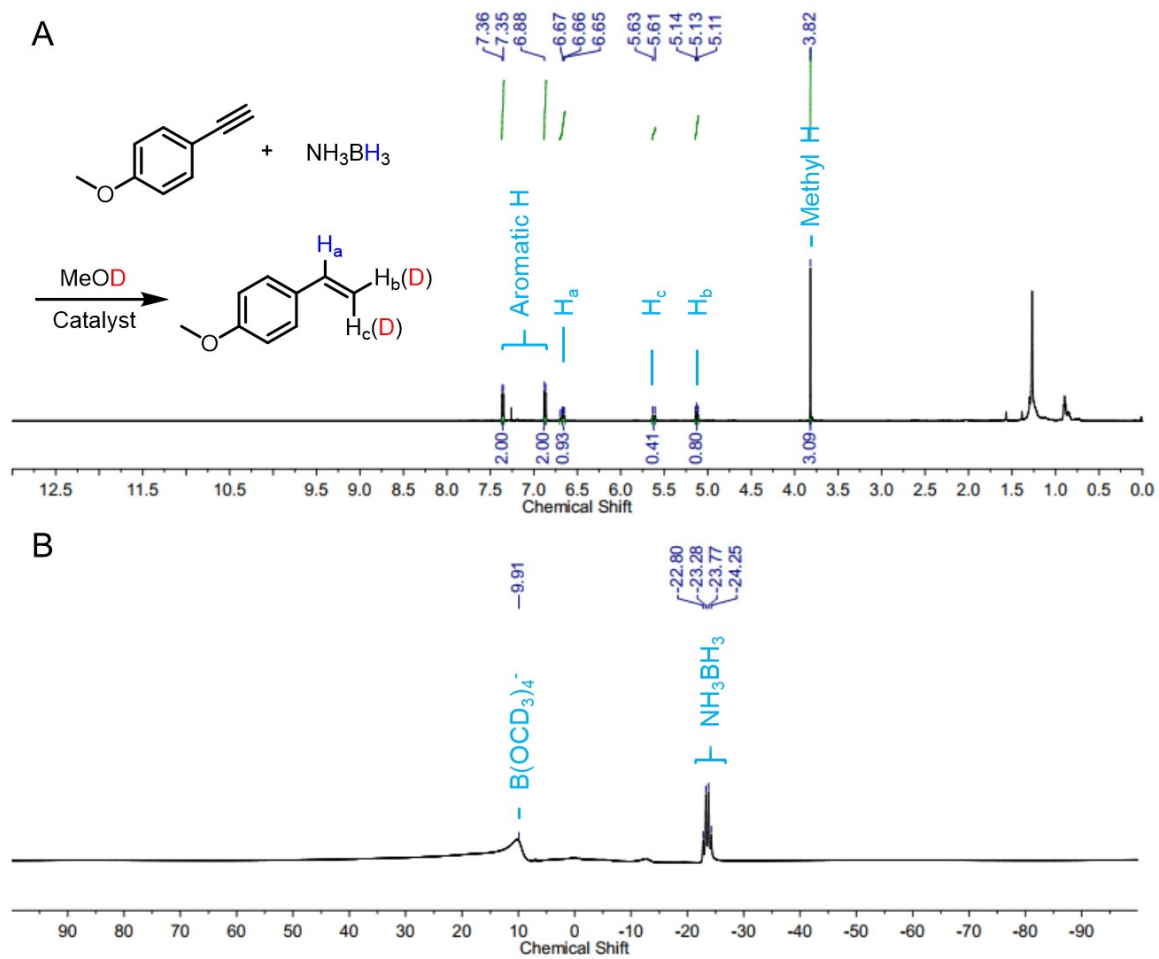 A
7.36
7.35
6.88
6.67
6.66
6.65
5.63
5.61
5.14
5.13
5.11
3.82
+ NH₃BH₃
O
MeOD
Catalyst
Hₐ
H_b(D)
H_c(D)
O
Aromatic H
Hₐ
H_c
H_b
Methyl H
2.00
2.00
0.93
0.41
0.80
3.09
12.5 11.5 10.5 9.5 9.0 8.5 8.0 7.5 7.0 6.5 6.0 5.5 5.0 4.5 4.0 3.5 3.0 2.5 2.0 1.5 1.0 0.5 0.0
Chemical Shift
B
9.91
-22.80
-23.28
-23.77
-24.25
B(OCD₃)₄⁻
NH₃BH₃
90 80 70 60 50 40 30 20 10 0 -10 -20 -30 -40 -50 -60 -70 -80 -90
Chemical Shift